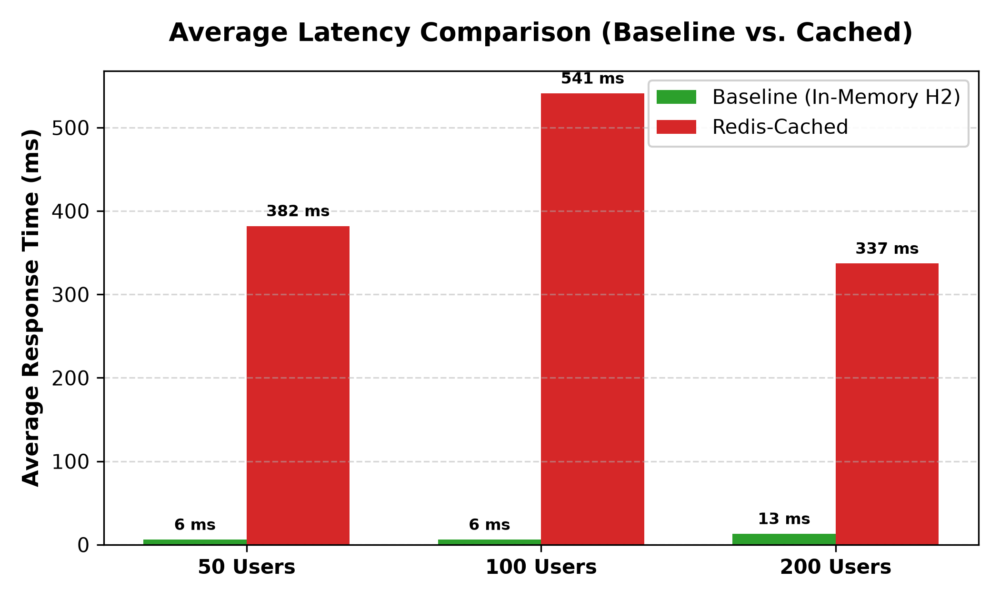 Average Latency Comparison (Baseline vs. Cached)
Average Response Time (ms)
500
400
300
200
100
0
541 ms
382 ms
337 ms
6 ms
6 ms
13 ms
Baseline (In-Memory H2)
Redis-Cached
50 Users
100 Users
200 Users